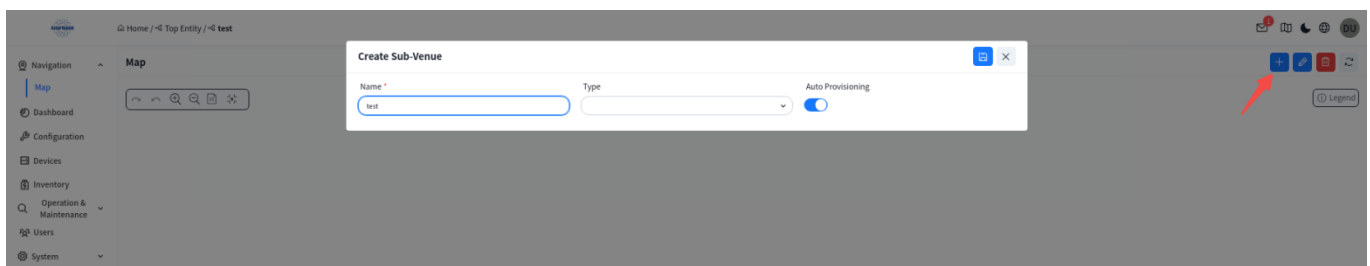 Home / Top Entity / test
1
DU
Create Sub-Venue
Name * Type Auto Provisioning
test
Navigation
Map
Map
Dashboard
Configuration
Devices
Inventory
Operation &
Maintenance
Users
System
Legend